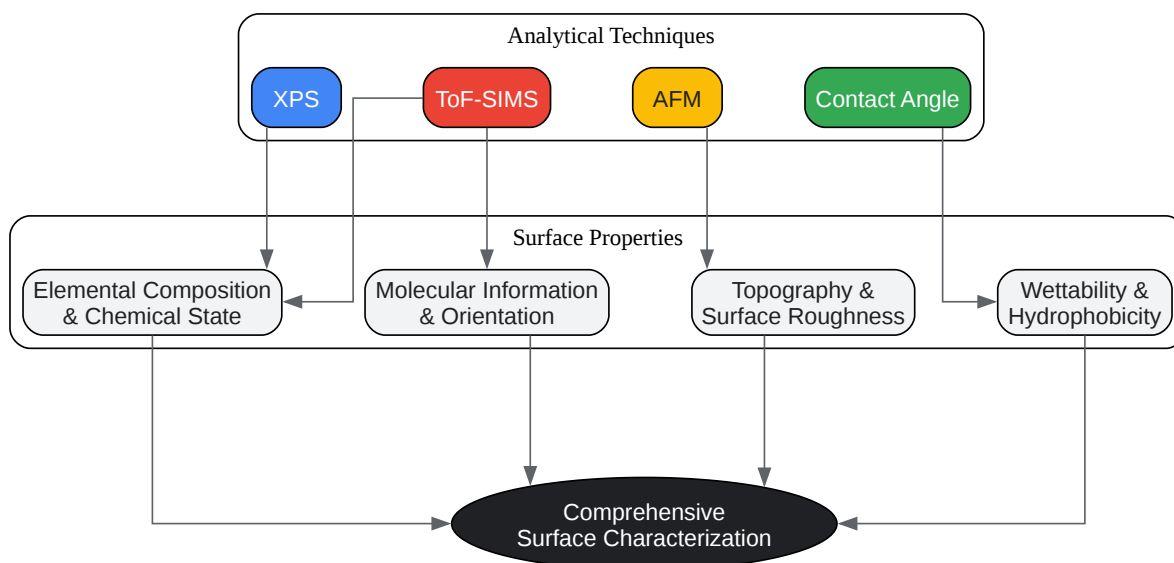 Analytical Techniques
XPS
ToF-SIMS
AFM
Contact Angle
Surface Properties
Elemental Composition
& Chemical State
Molecular Information
& Orientation
Topography &
Surface Roughness
Wettability &
Hydrophobicity
Comprehensive
Surface Characterization